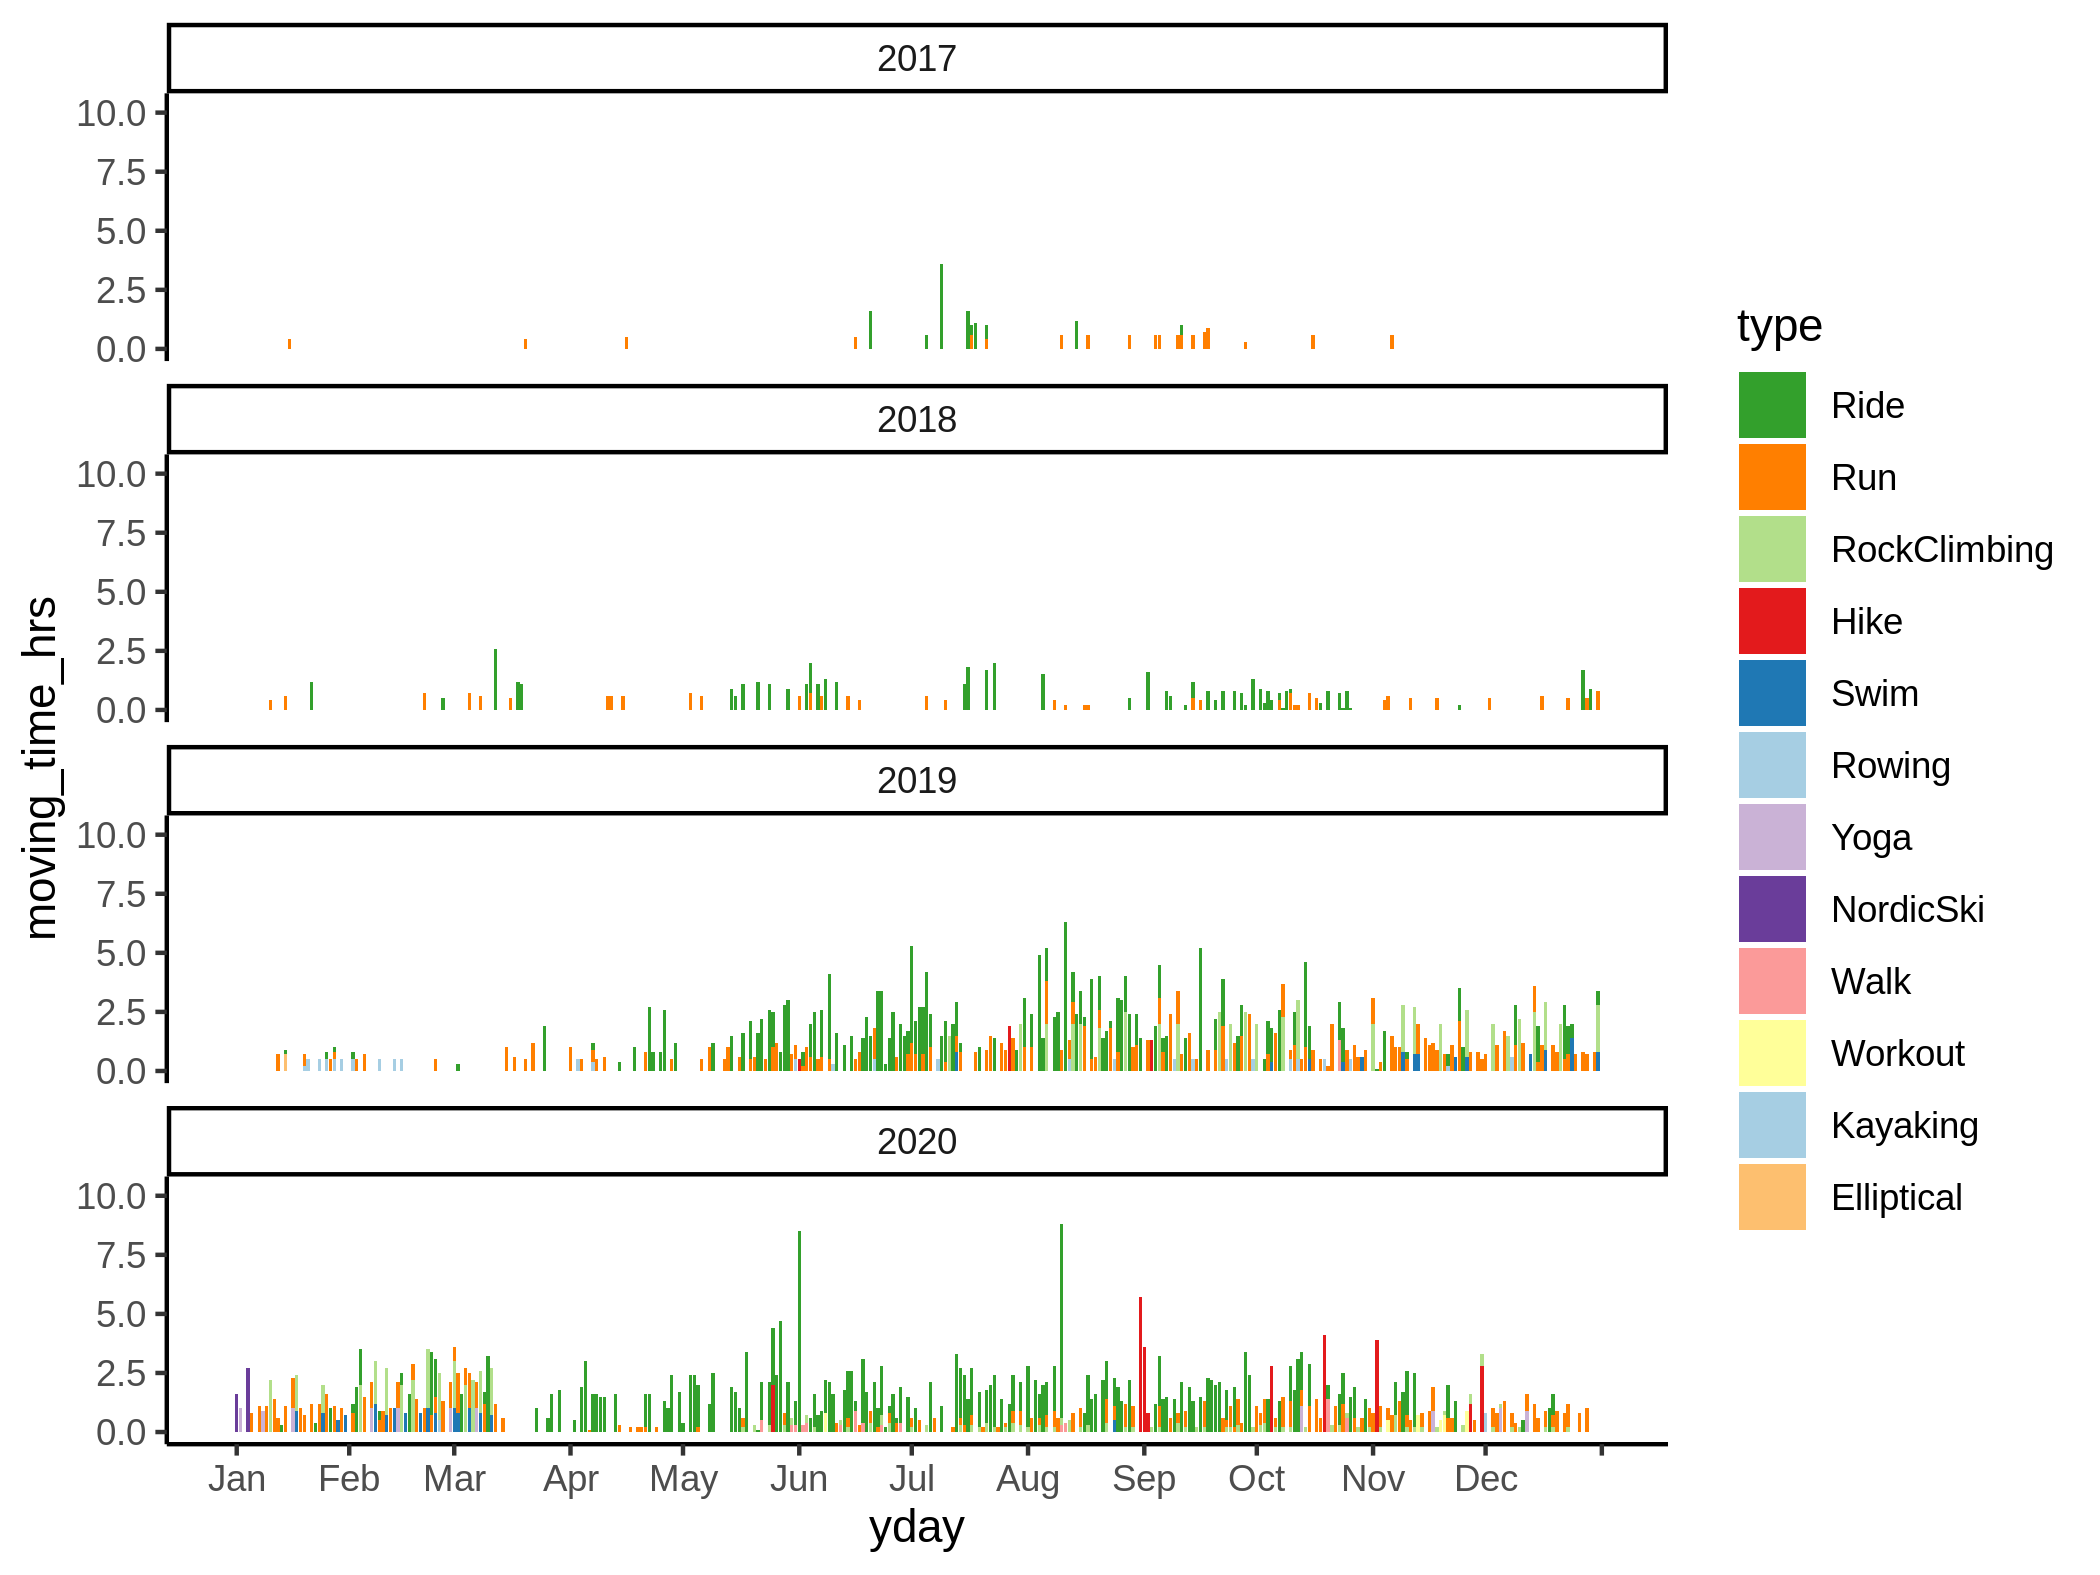 2017
10.0
7.5
5.0
2.5
0.0
2018
10.0
7.5
5.0
2.5
0.0
2019
10.0
7.5
5.0
2.5
0.0
2020
10.0
7.5
5.0
2.5
0.0
Jan Feb Mar Apr May Jun Jul Aug Sep Oct Nov Dec
yday
moving_time_hrs
type
Ride
Run
RockClimbing
Hike
Swim
Rowing
Yoga
NordicSki
Walk
Workout
Kayaking
Elliptical